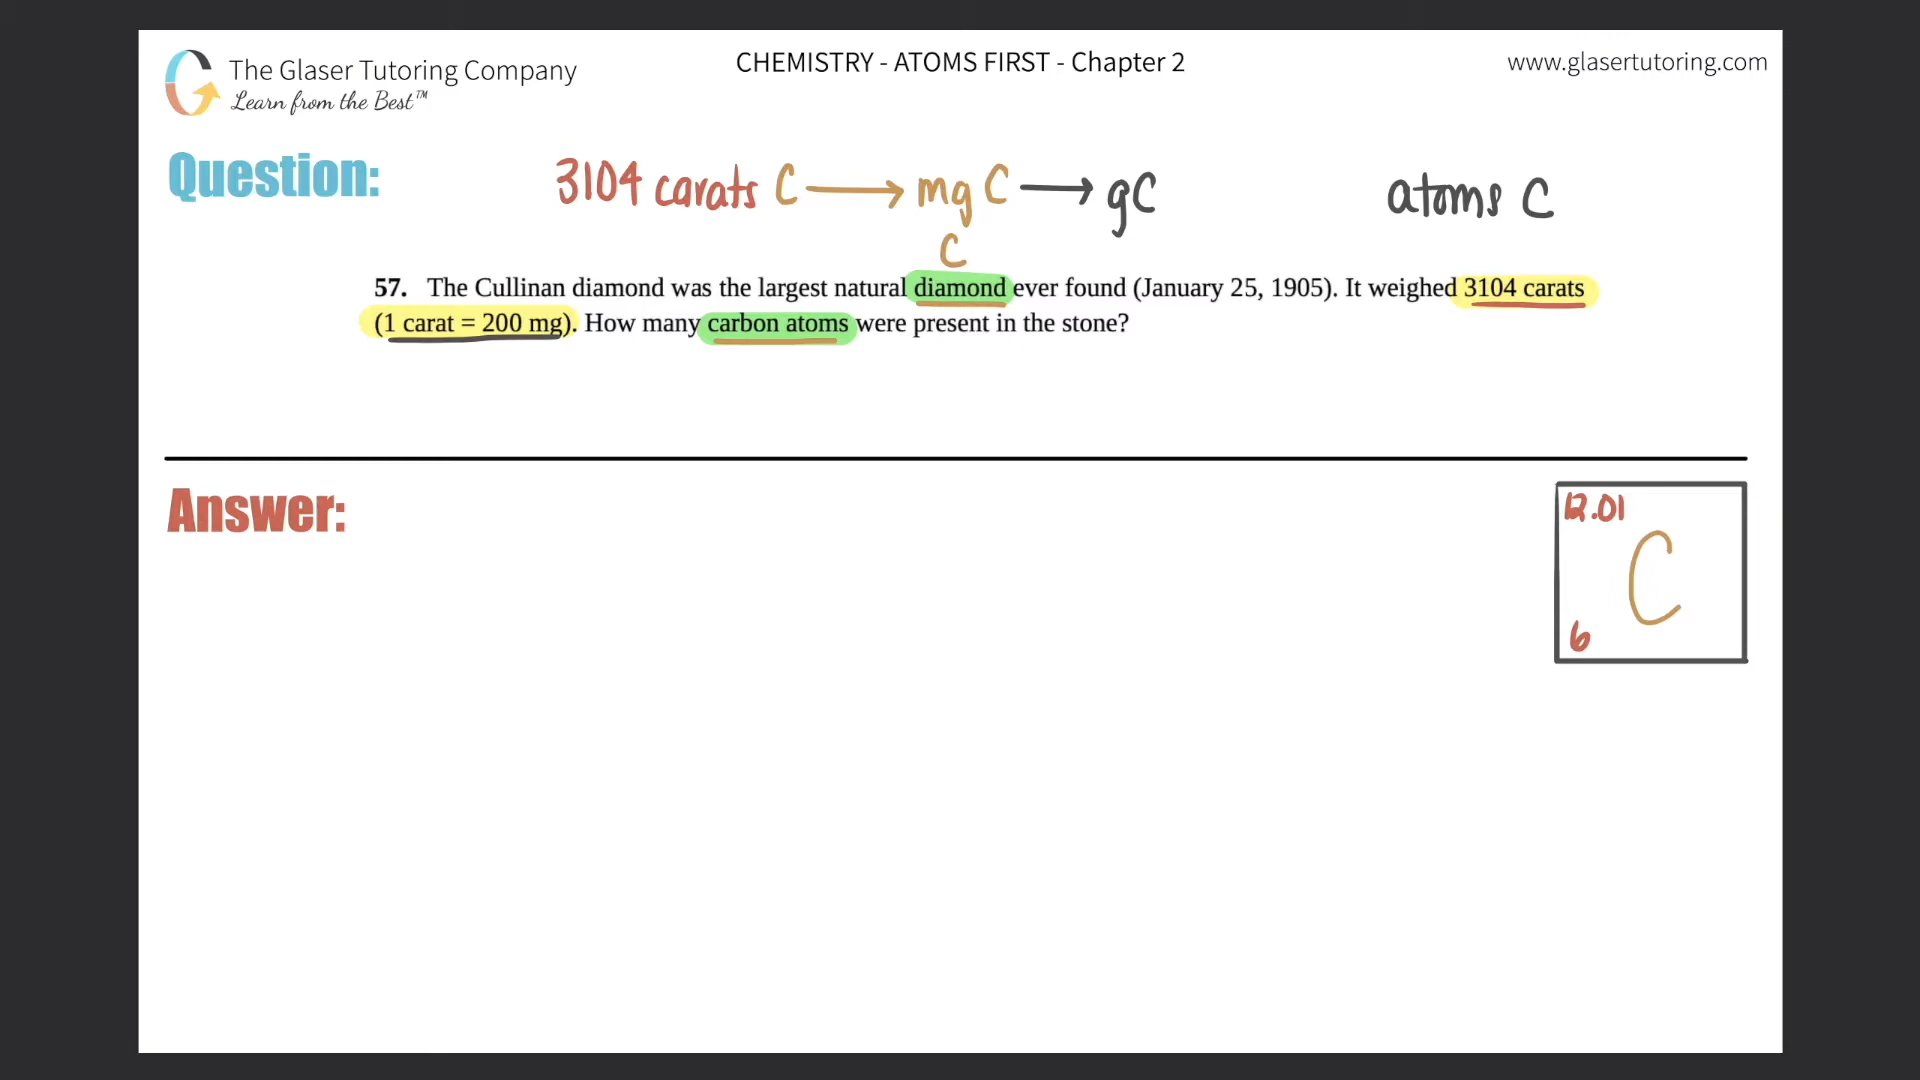 The Glaser Tutoring Company
Learn from the Best™
CHEMISTRY - ATOMS FIRST - Chapter 2
www.glasertutoring.com
Question:
3104 carats C → mg C → gC atoms C
C
57. The Cullinan diamond was the largest natural diamond ever found (January 25, 1905). It weighed 3104 carats
(1 carat = 200 mg). How many carbon atoms were present in the stone?
Answer:
12.01
C
6